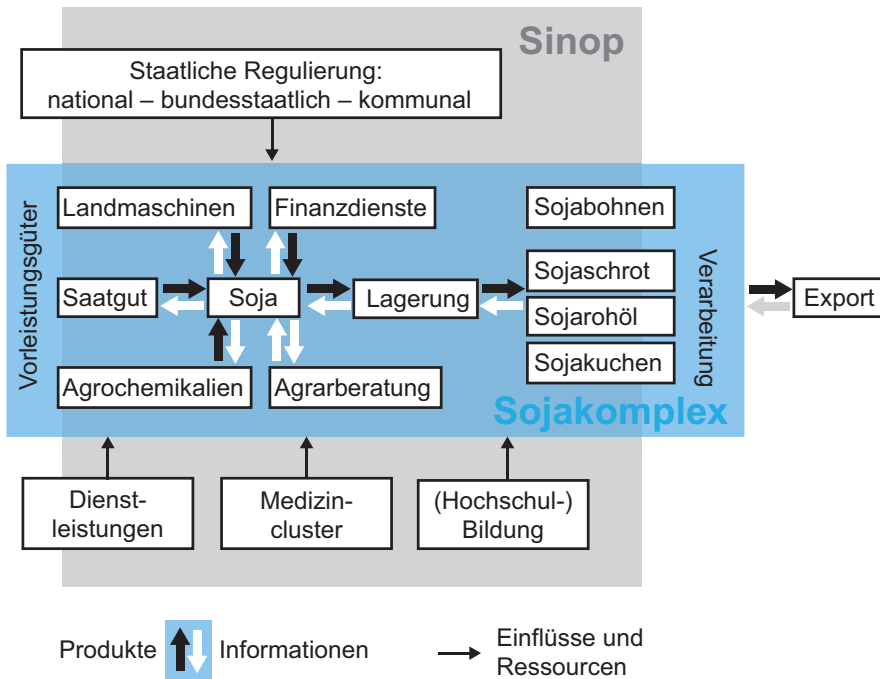 Sinop
Staatliche Regulierung:
national – bundesstaatlich – kommunal
Vorleistungsgüter
Landmaschinen
Finanzdienste
Sojabohnen
Saatgut
Soja
Lagerung
Sojaschrot
Sojarohöl
Sojakuchen
Verarbeitung
Export
Agrochemikalien
Agrarberatung
Sojakomplex
Dienst-
leistungen
Medizin-
cluster
(Hochschul-)
Bildung
Produkte
Informationen
Einflüsse und
Ressourcen